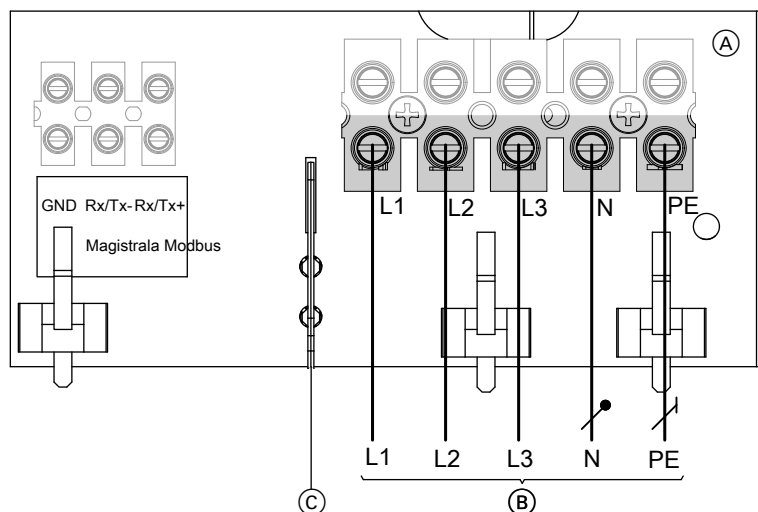 A
L1 L2 L3 N PE
GND Rx/Tx- Rx/Tx+
Magistrala Modbus
L1 L2 L3 N PE
C B